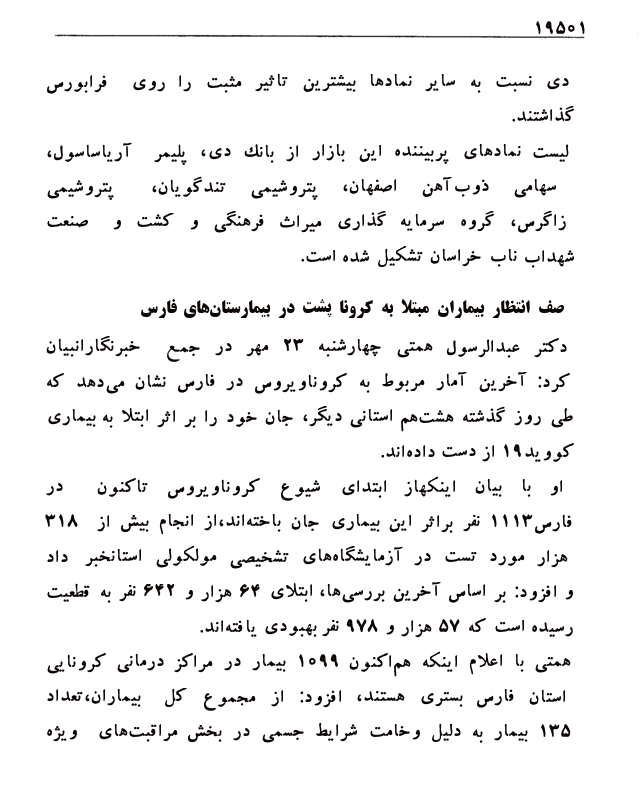 ۱۹۵۰۱
دی نسبت به سایر نمادها بیشترین تاثیر مثبت را روی فرابورس
گذاشتند.
لیست نمادهای پربیننده این بازار از بانک دی، پلیمر آریاساسول،
سهامی ذوب‌آهن اصفهان، پتروشیمی تندگویان، پتروشیمی
زاگرس، گروه سرمایه گذاری میراث فرهنگی و کشت و صنعت
شهداب ناب خراسان تشکیل شده است.
صف انتظار بیماران مبتلا به کرونا پشت در بیمارستان‌های فارس
دکتر عبدالرسول همتی چهارشنبه ۲۳ مهر در جمع خبرنگارانبیان
کرد: آخرین آمار مربوط به کروناویروس در فارس نشان می‌دهد که
طی روز گذشته هشت‌هم استانی دیگر، جان خود را بر اثر ابتلا به بیماری
کووید۱۹ از دست داده‌اند.
او با بیان اینکهاز ابتدای شیوع کروناویروس تاکنون در
فارس۱۱۱۳ نفر براثر این بیماری جان باخته‌اند،از انجام بیش از ۳۱۸
هزار مورد تست در آزمایشگاه‌های تشخیصی مولکولی استانخبر داد
و افزود: بر اساس آخرین بررسی‌ها، ابتلای ۶۴ هزار و ۶۴۲ نفر به قطعیت
رسیده است که ۵۷ هزار و ۹۷۸ نفر بهبودی یافته‌اند.
همتی با اعلام اینکه هم‌اکنون ۱۰۹۹ بیمار در مراکز درمانی کرونایی
استان فارس بستری هستند، افزود: از مجموع کل بیماران،تعداد
۱۳۵ بیمار به دلیل وخامت شرایط جسمی در بخش مراقبت‌های ویژه